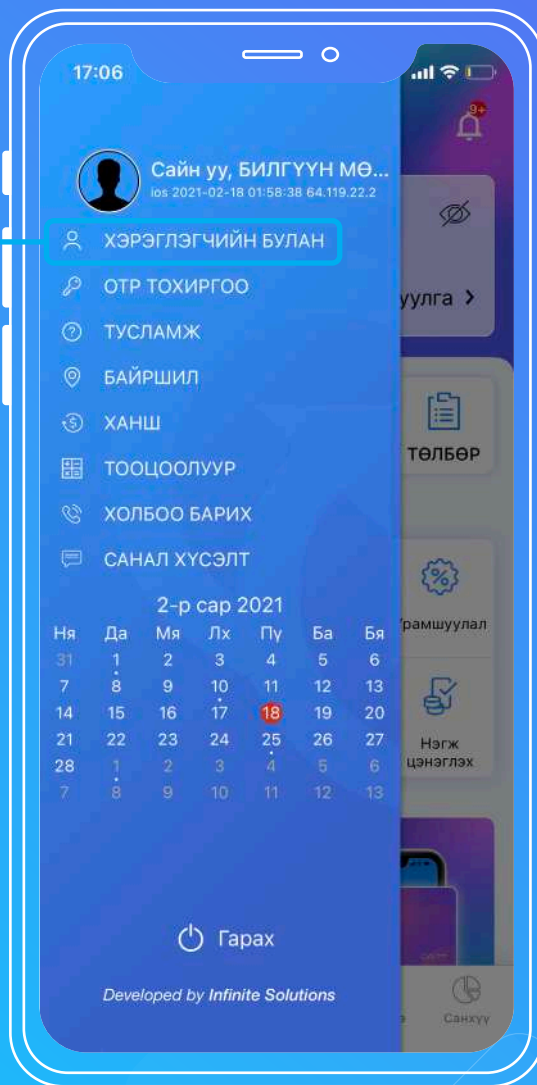 17:06
9+
Сайн уу, БИЛГҮҮН МӨ...
ios 2021-02-18 01:58:38 64.119.22.2
ХЭРЭГЛЭГЧИЙН БУЛАН
ОТР ТОХИРГОО
уулга >
ТУСЛАМЖ
БАЙРШИЛ
ХАНШ
ТӨЛБӨР
ТООЦООЛУУР
ХОЛБОО БАРИХ
САНАЛ ХҮСЭЛТ
2-р сар 2021
Ня Да Мя Лх Пү Ба Бя
31 1 2 3 4 5 6
7 8 9 10 11 12 13
14 15 16 17 18 19 20
21 22 23 24 25 26 27
28 1 2 3 4 5 6
7 8 9 10 11 12 13
рамшуулал
Нэгж
цэнэглэх
Гарах
Developed by Infinite Solutions
Санхүү